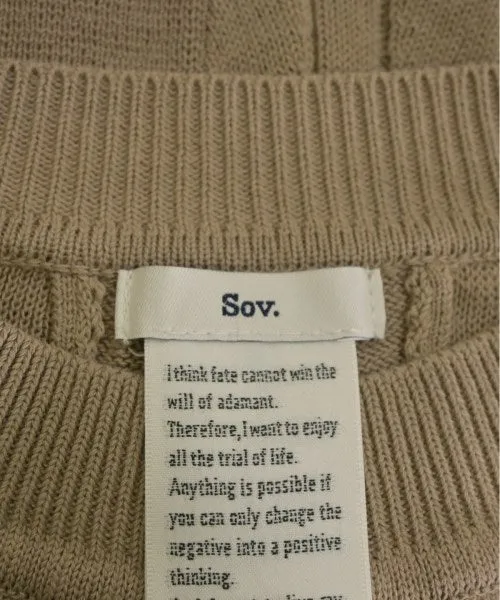 Sov.
I think fate cannot win the
will of adamant.
Therefore, I want to enjoy
all the trial of life.
Anything is possible if
you can only change the
negative into a positive
thinking.